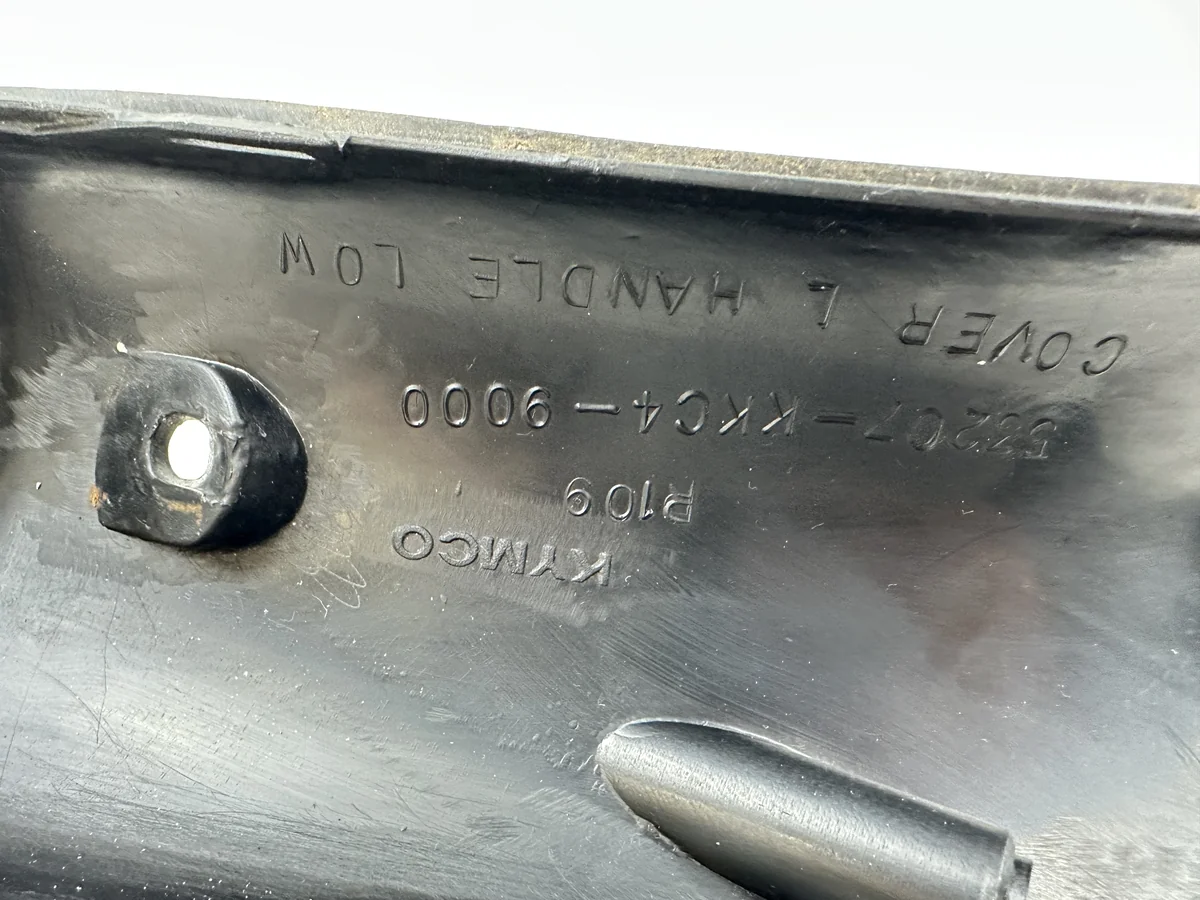 COVER L HANDLE LOW
53207-KKC4-9000
R109
KYMCO